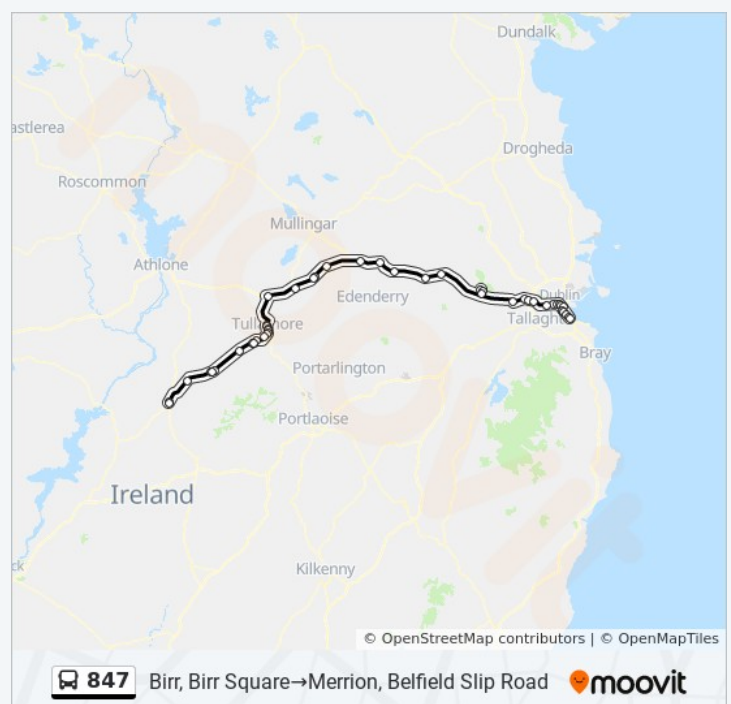 Dundalk
astlerea
Drogheda
Roscommon
Mullingar
Athlone
Edenderry
Dublin
Tullamore
Tallaght
Portarlington
Bray
Portlaoise
Ireland
ck
Kilkenny
moovit
© OpenStreetMap contributors | © OpenMapTiles
847 Birr, Birr Square→Merrion, Belfield Slip Road moovit